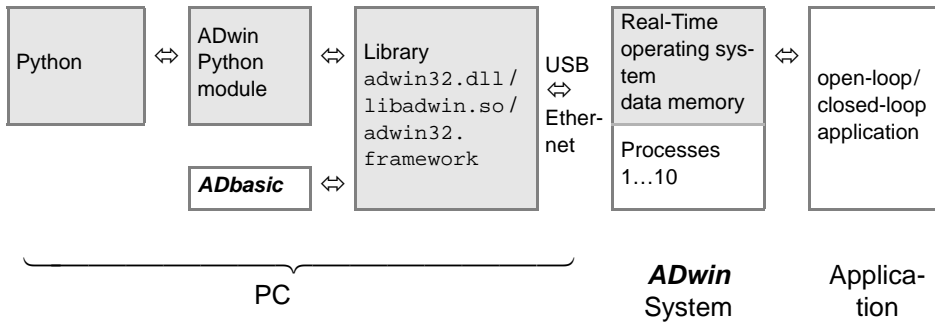 Python
⇔
ADwin
Python
module
⇔
Library
adwin32.dll/
libadwin.so/
adwin32.
framework
ADbasic
⇔
USB
⇔
Ether-
net
Real-Time
operating sys-
tem
data memory
Processes
1…10
⇔
open-loop/
closed-loop
application
PC
ADwin
System
Applica-
tion